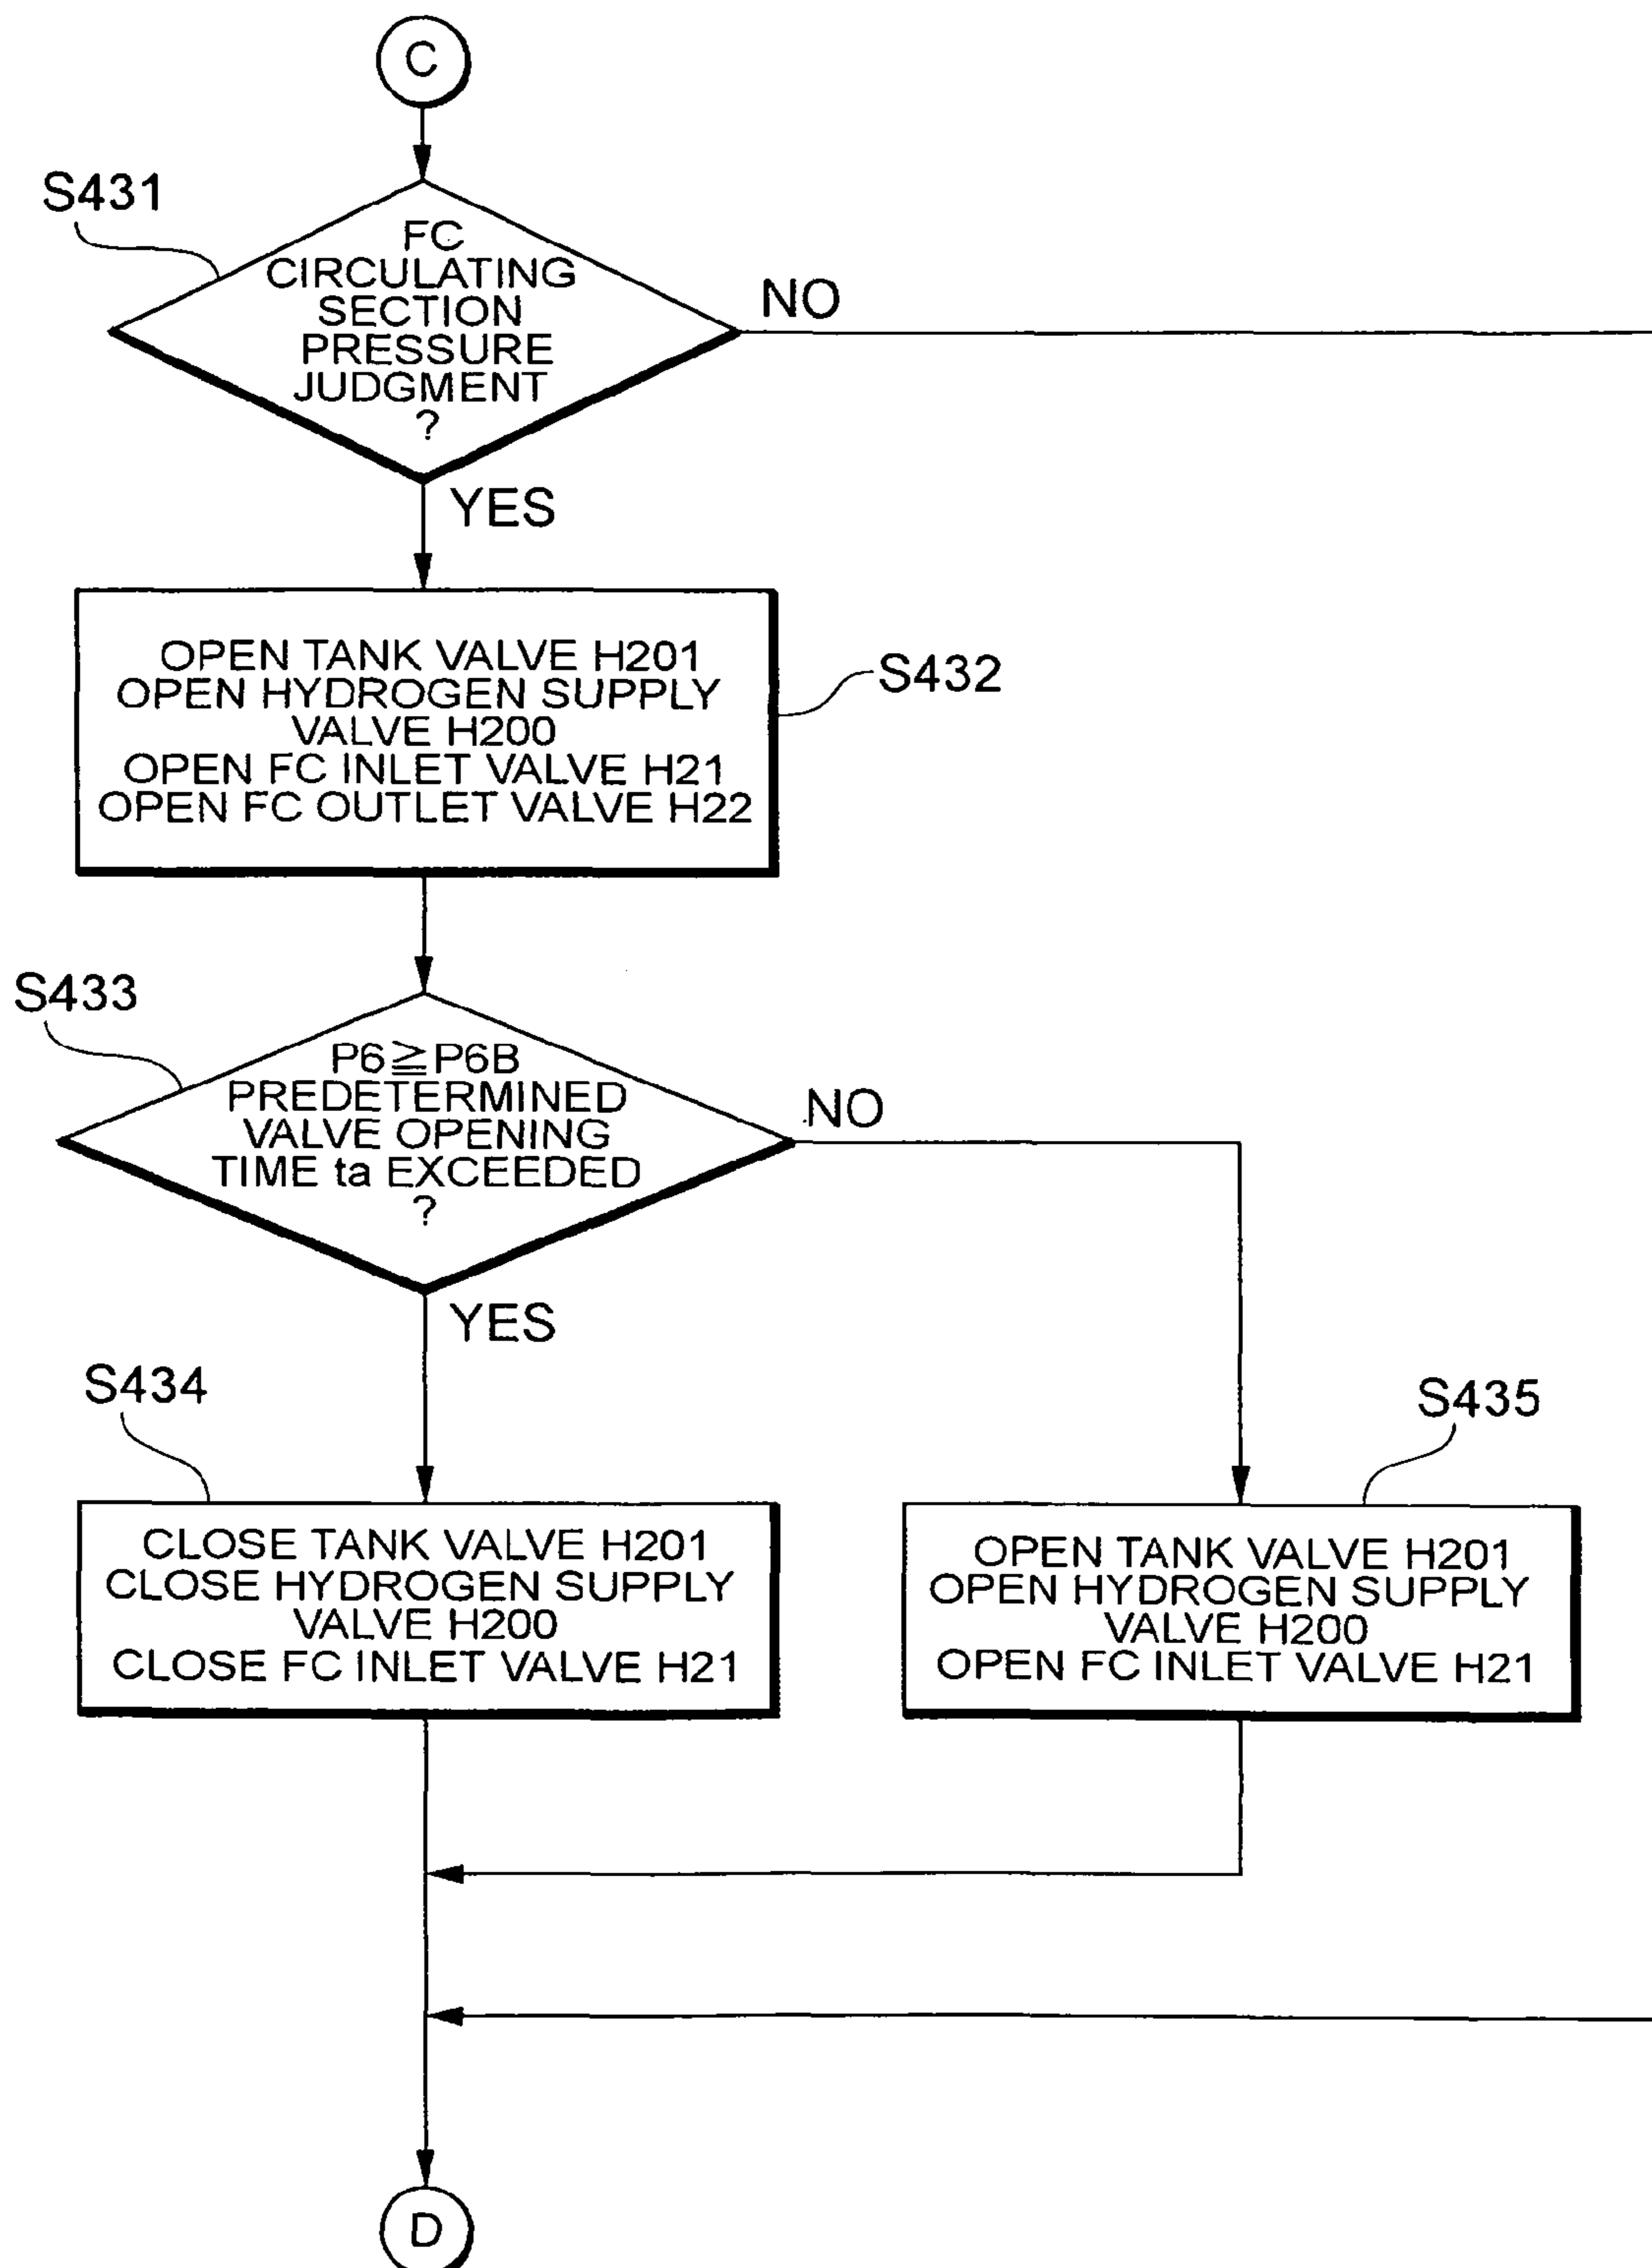 C
S431
FC
CIRCULATING
SECTION
PRESSURE
JUDGMENT
?
NO
YES
OPEN TANK VALVE H201
OPEN HYDROGEN SUPPLY
VALVE H200
OPEN FC INLET VALVE H21
OPEN FC OUTLET VALVE H22
S432
S433
P6≧P6B
PREDETERMINED
VALVE OPENING
TIME ta EXCEEDED
?
NO
YES
S434
CLOSE TANK VALVE H201
CLOSE HYDROGEN SUPPLY
VALVE H200
CLOSE FC INLET VALVE H21
S435
OPEN TANK VALVE H201
OPEN HYDROGEN SUPPLY
VALVE H200
OPEN FC INLET VALVE H21
D